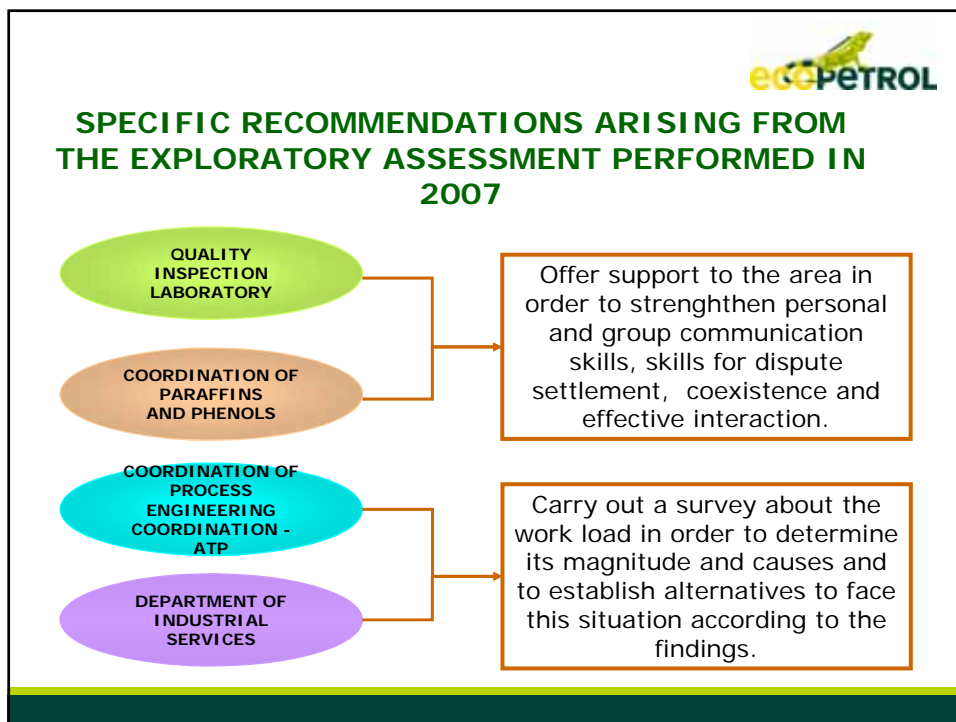 ecoPETROL
SPECIFIC RECOMMENDATIONS ARISING FROM
THE EXPLORATORY ASSESSMENT PERFORMED IN
2007
QUALITY
INSPECTION
LABORATORY
COORDINATION OF
PARAFFINS
AND PHENOLS
Offer support to the area in
order to strenghthen personal
and group communication
skills, skills for dispute
settlement, coexistence and
effective interaction.
COORDINATION OF
PROCESS
ENGINEERING
COORDINATION -
ATP
DEPARTMENT OF
INDUSTRIAL
SERVICES
Carry out a survey about the
work load in order to determine
its magnitude and causes and
to establish alternatives to face
this situation according to the
findings.